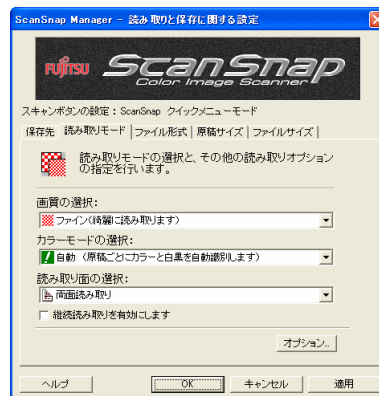 ScanSnap Manager - 読み取りと保存に関する設定
FUJITSU ScanSnap
Color Image Scanner
スキャンボタンの設定：ScanSnap クイックメニューモード
保存先 読み取りモード ファイル形式 原稿サイズ ファイルサイズ
読み取りモードの選択と、その他の読み取りオプション
の指定を行います。
画質の選択：
ファイン(綺麗に読み取ります)
カラーモードの選択：
自動 (原稿ごとにカラーと白黒を自動識別します)
読み取り面の選択：
両面読み取り
継続読み取りを有効にします
オプション...
ヘルプ OK キャンセル 適用